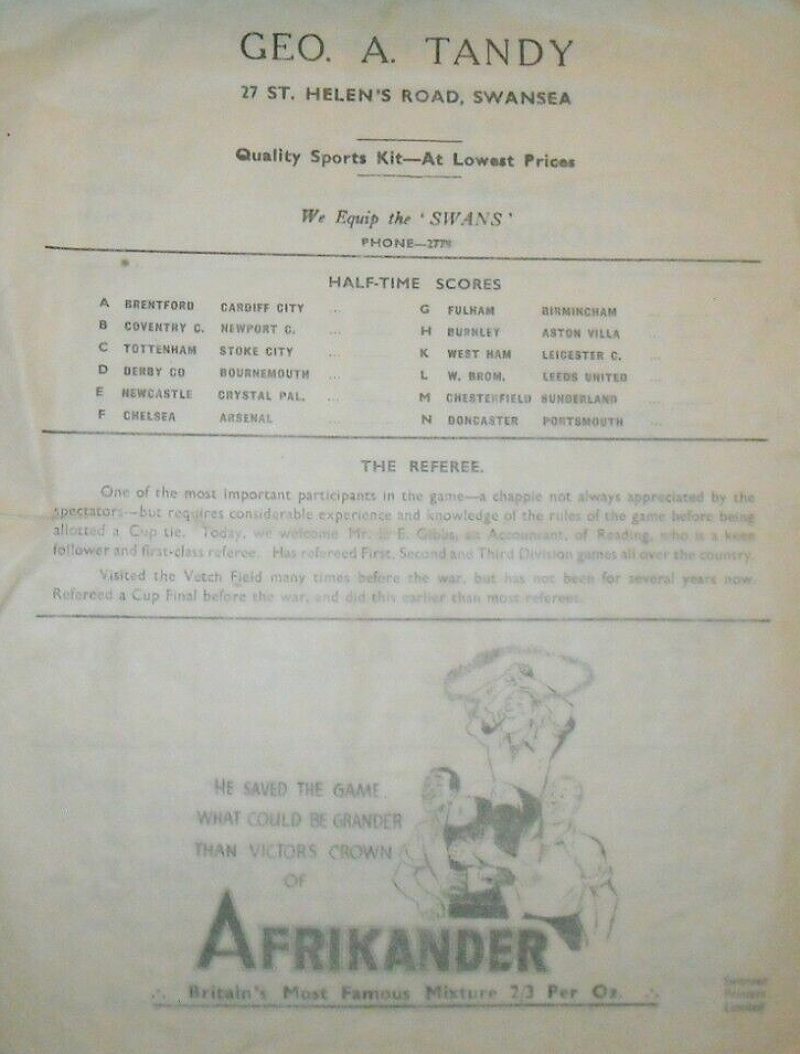 GEO. A. TANDY
27 ST. HELEN'S ROAD, SWANSEA
Quality Sports Kit—At Lowest Prices
We Equip the 'SWANS'
PHONE—
HALF-TIME SCORES
A BRENTFORD CARDIFF CITY ... G FULHAM BIRMINGHAM ...
B COVENTRY C. NEWPORT C. ... H BURNLEY ASTON VILLA ...
C TOTTENHAM STOKE CITY ... K WEST HAM LEICESTER C. ...
D DERBY CO BOURNEMOUTH ... L W. BROM. LEEDS UNITED ...
E NEWCASTLE CRYSTAL PAL. ... M CHESTERFIELD SUNDERLAND ...
F CHELSEA ARSENAL ... N DONCASTER PORTSMOUTH ...
THE REFEREE.
One of the most important participants in the game—a chappie not always appreciated by the
spectators—but requires considerable experience and knowledge of the rules of the game before being
allotted a Cup tie. Today, we welcome Mr. E. Gibbs, an Accountant, of Reading, who is a keen
follower and first-class referee. Has refereed First, Second and Third Division games all over the country.
Visited the Vetch Field many times before the war, but has not been for several years now.
Refereed a Cup Final before the war, and did this earlier than most referees.
HE SAVED THE GAME
WHAT COULD BE GRANDER
THAN VICTORS CROWN
OF
AFRIKANDER
Britain's Most Famous Mixture 2/3 Per Oz.